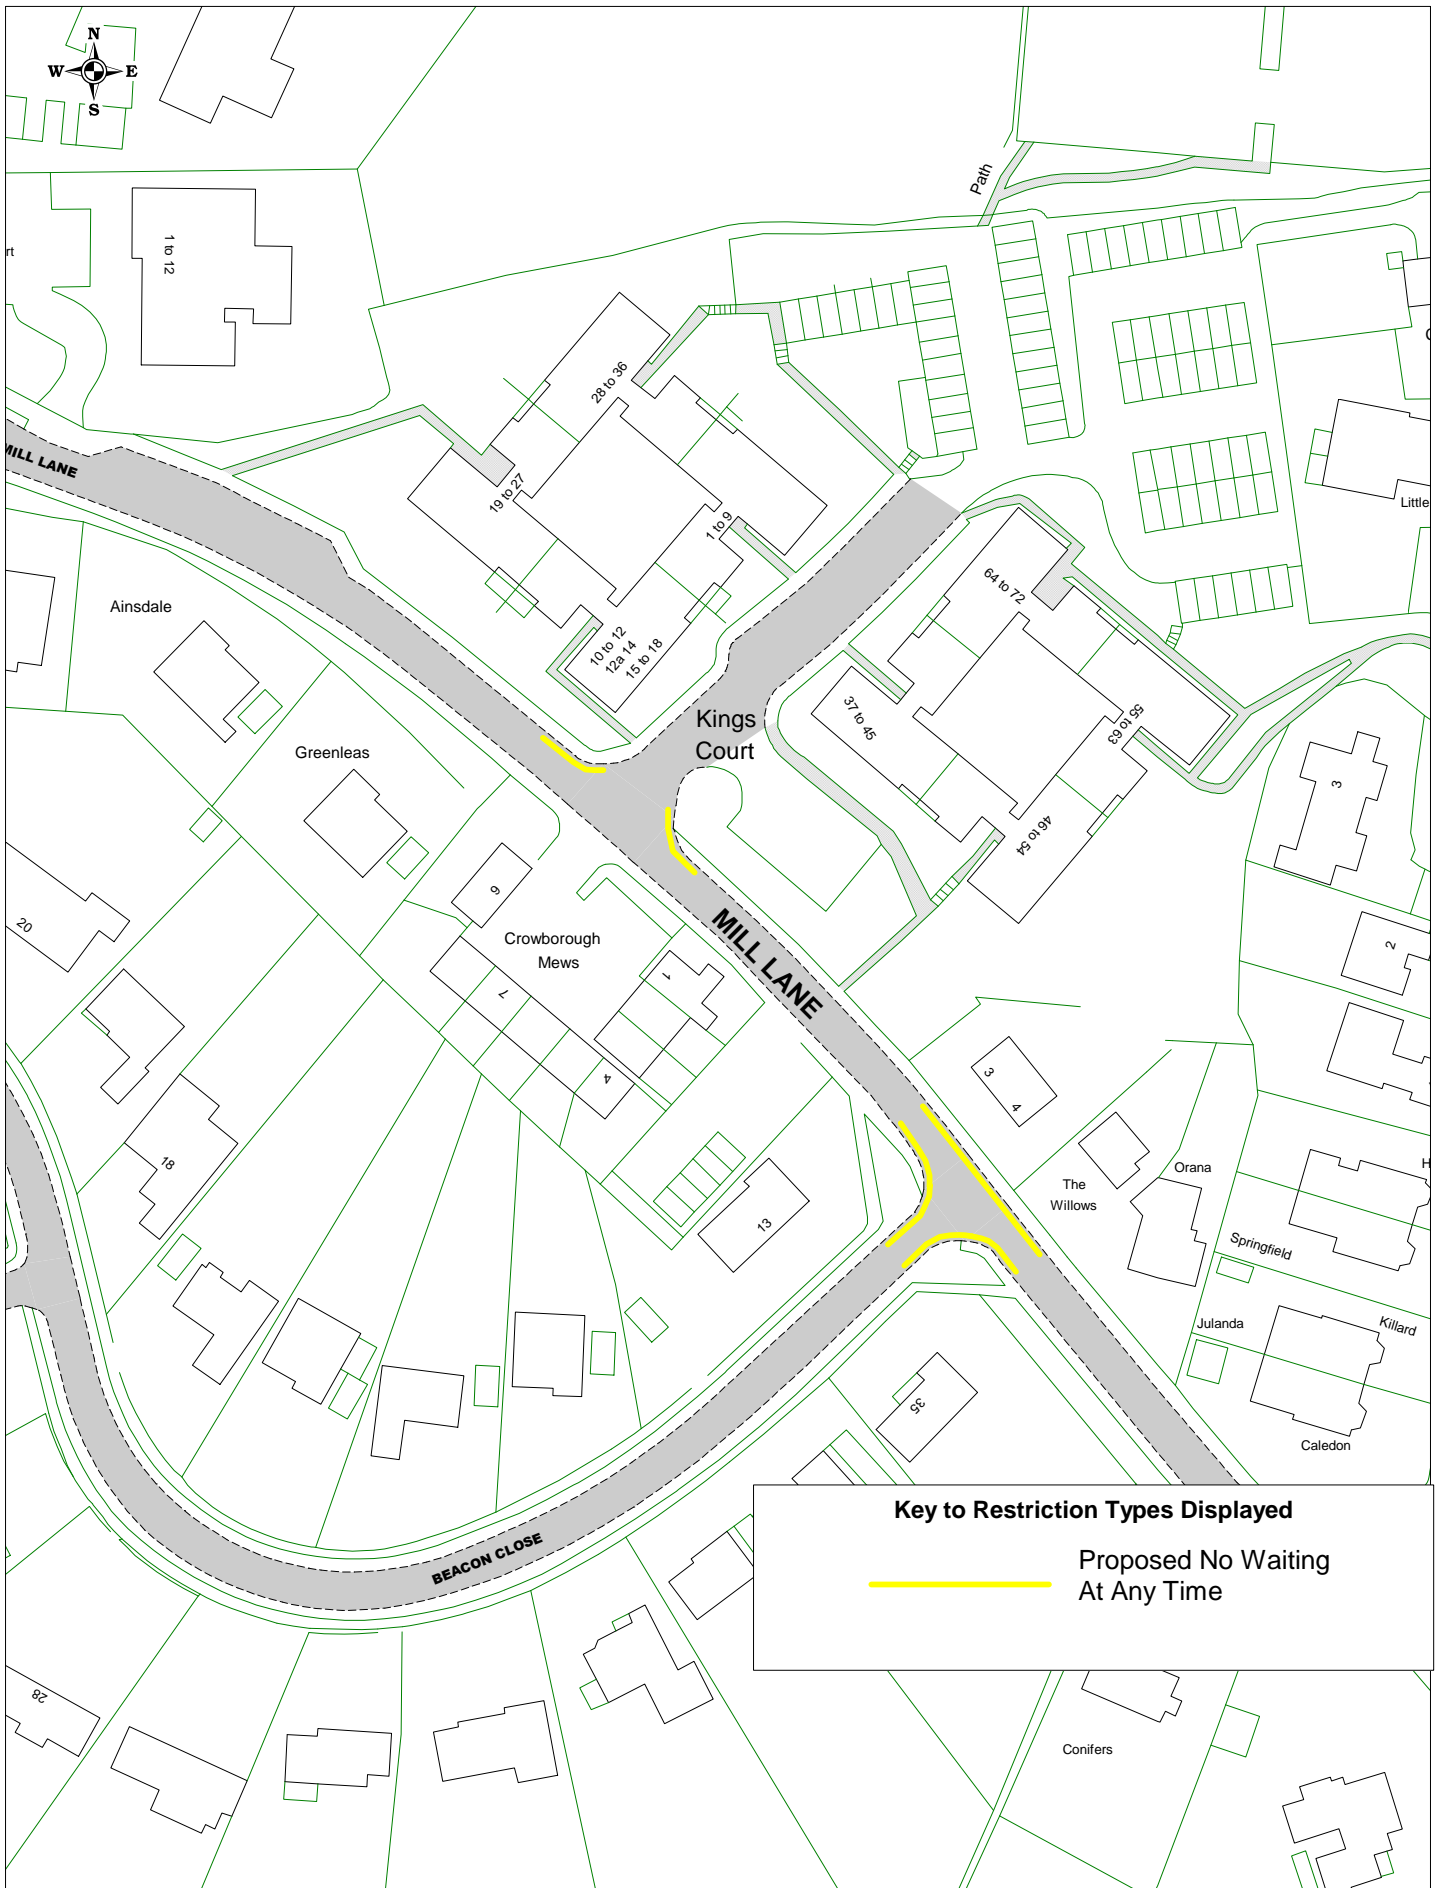 N
W E
S
Path
1 to 12
rt
28 to 36
MILL LANE
19 to 27
Little
1 to 9
64 to 72
Ainsdale
10 to 12
12a 14
15 to 18
37 to 45
55 to 63
Kings
Court
Greenleas
3
46 to 54
6
20
Crowborough
Mews
1
2
7
MILL LANE
3
4
4
18
The
Willows
Orana
H
13
Springfield
Julanda
Killard
35
Caledon
Key to Restriction Types Displayed
Proposed No Waiting
At Any Time
BEACON CLOSE
28
Conifers